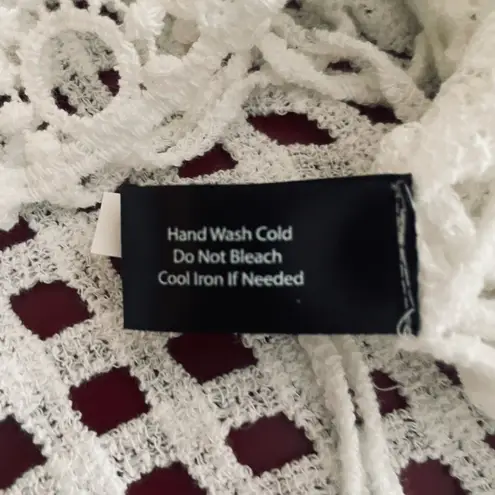 Hand Wash Cold
Do Not Bleach
Cool Iron If Needed